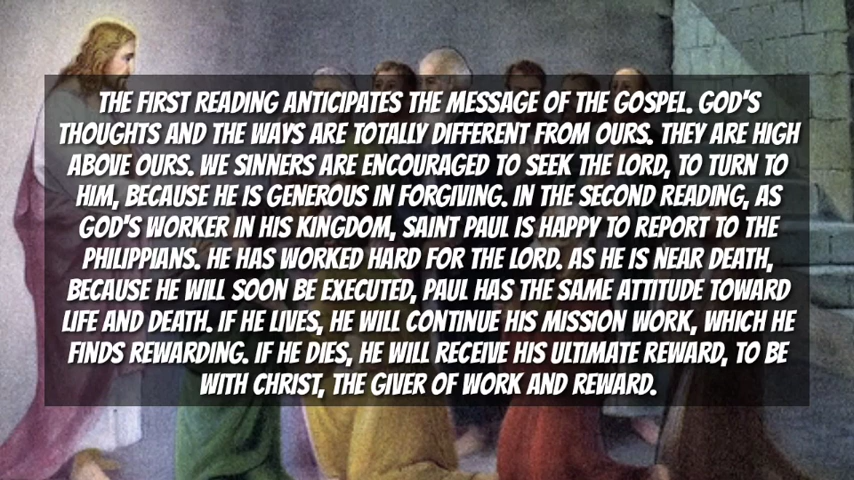 THE FIRST READING ANTICIPATES THE MESSAGE OF THE GOSPEL. GOD'S
THOUGHTS AND THE WAYS ARE TOTALLY DIFFERENT FROM OURS. THEY ARE HIGH
ABOVE OURS. WE SINNERS ARE ENCOURAGED TO SEEK THE LORD, TO TURN TO
HIM, BECAUSE HE IS GENEROUS IN FORGIVING. IN THE SECOND READING, AS
GOD'S WORKER IN HIS KINGDOM, SAINT PAUL IS HAPPY TO REPORT TO THE
PHILIPPIANS. HE HAS WORKED HARD FOR THE LORD. AS HE IS NEAR DEATH,
BECAUSE HE WILL SOON BE EXECUTED, PAUL HAS THE SAME ATTITUDE TOWARD
LIFE AND DEATH. IF HE LIVES, HE WILL CONTINUE HIS MISSION WORK, WHICH HE
FINDS REWARDING. IF HE DIES, HE WILL RECEIVE HIS ULTIMATE REWARD, TO BE
WITH CHRIST, THE GIVER OF WORK AND REWARD.